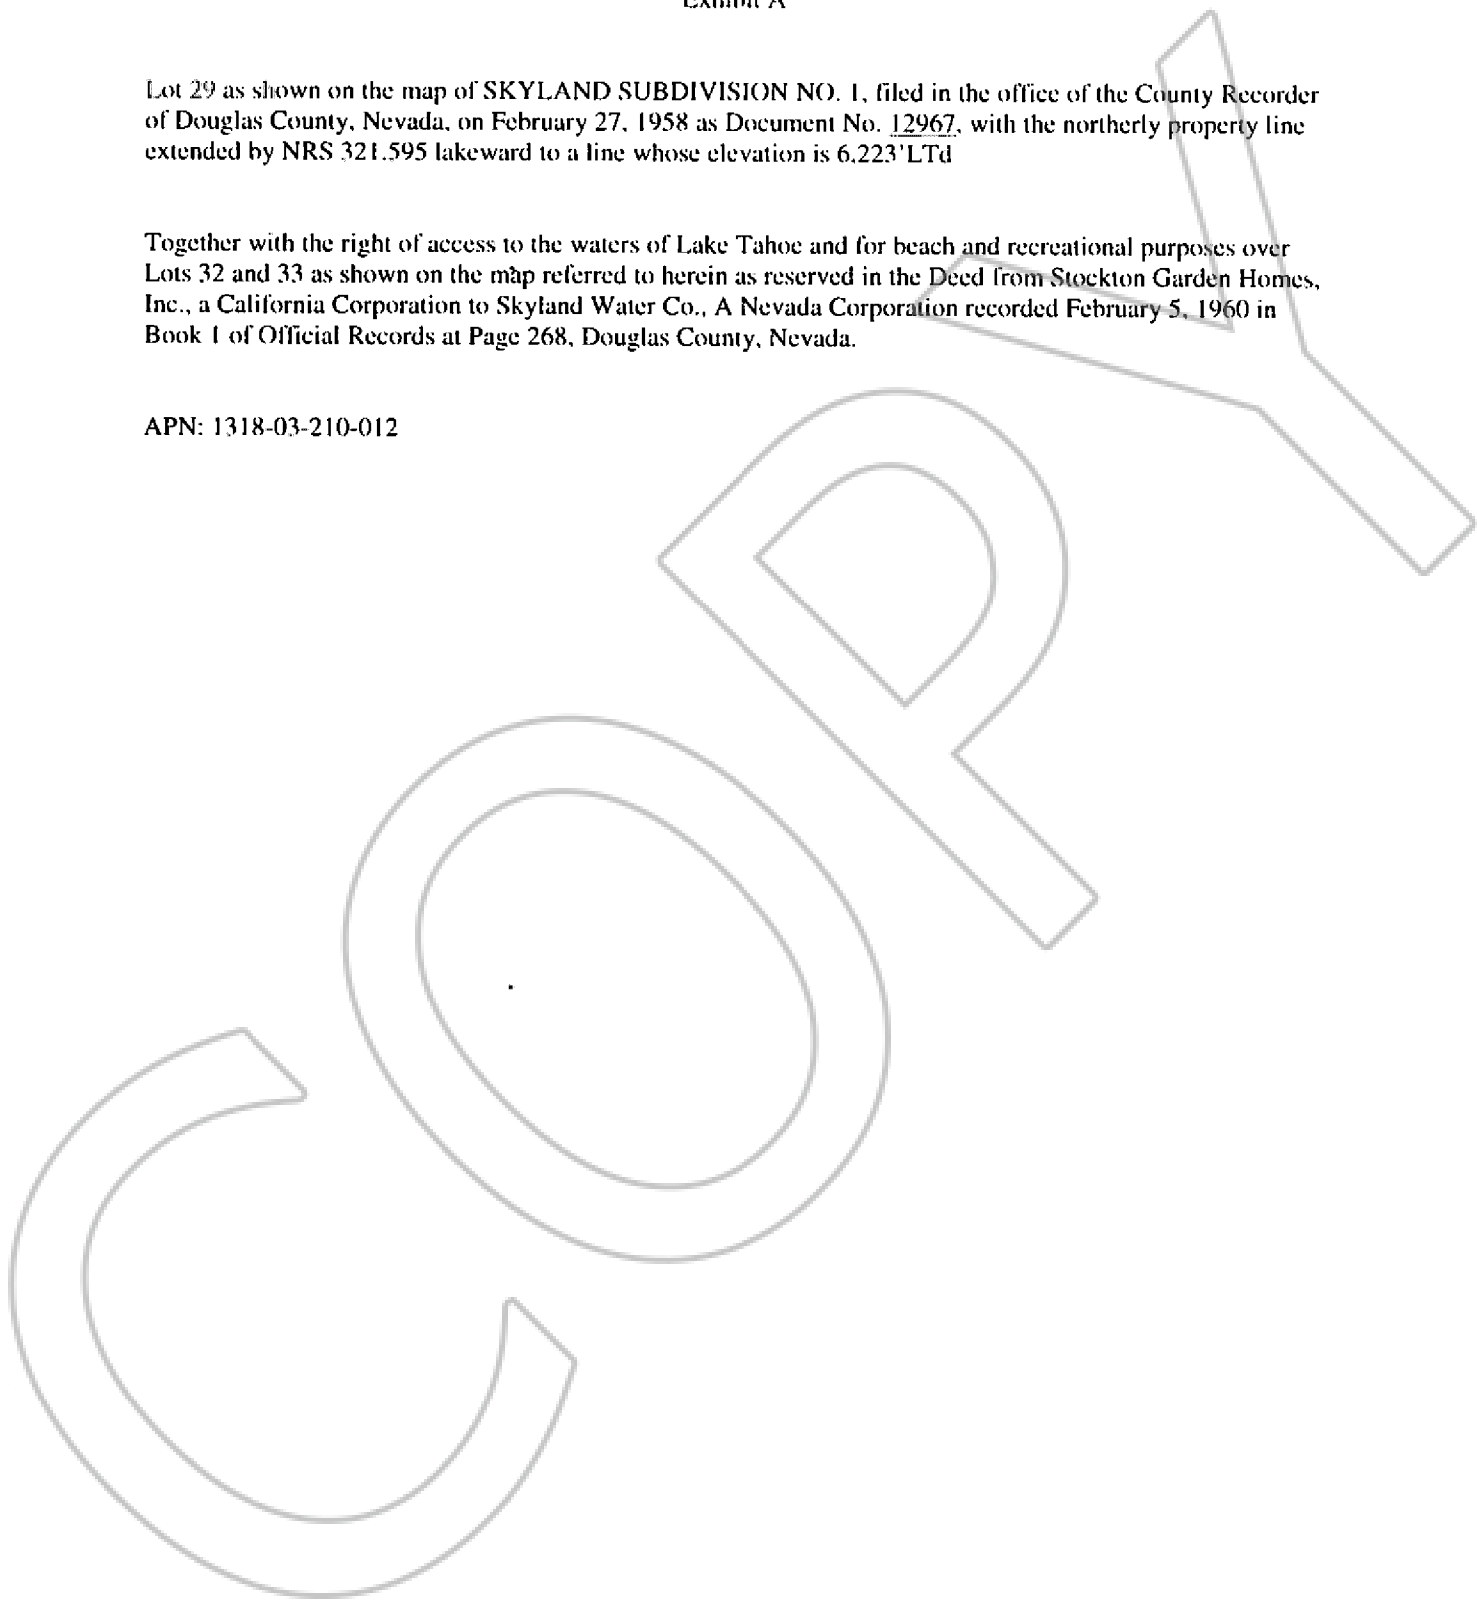 Exhibit A
Lot 29 as shown on the map of SKYLAND SUBDIVISION NO. 1, filed in the office of the County Recorder
of Douglas County, Nevada, on February 27, 1958 as Document No. 12967, with the northerly property line
extended by NRS 321.595 lakeward to a line whose elevation is 6,223'LTd
Together with the right of access to the waters of Lake Tahoe and for beach and recreational purposes over
Lots 32 and 33 as shown on the map referred to herein as reserved in the Deed from Stockton Garden Homes,
Inc., a California Corporation to Skyland Water Co., A Nevada Corporation recorded February 5, 1960 in
Book 1 of Official Records at Page 268, Douglas County, Nevada.
APN: 1318-03-210-012
COPY